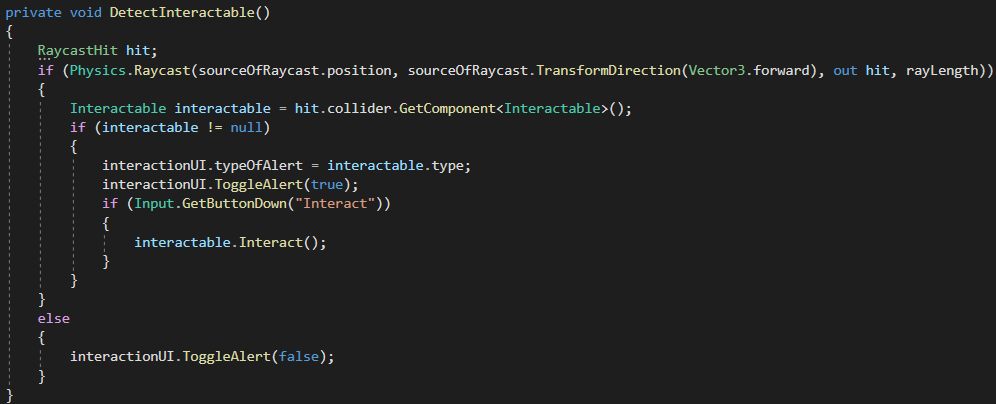 private void DetectInteractable()
{
    RaycastHit hit;
    if (Physics.Raycast(sourceOfRaycast.position, sourceOfRaycast.TransformDirection(Vector3.forward), out hit, rayLength))
    {
        Interactable interactable = hit.collider.GetComponent<Interactable>();
        if (interactable != null)
        {
            interactionUI.typeOfAlert = interactable.type;
            interactionUI.ToggleAlert(true);
            if (Input.GetButtonDown("Interact"))
            {
                interactable.Interact();
            }
        }
    }
    else
    {
        interactionUI.ToggleAlert(false);
    }
}